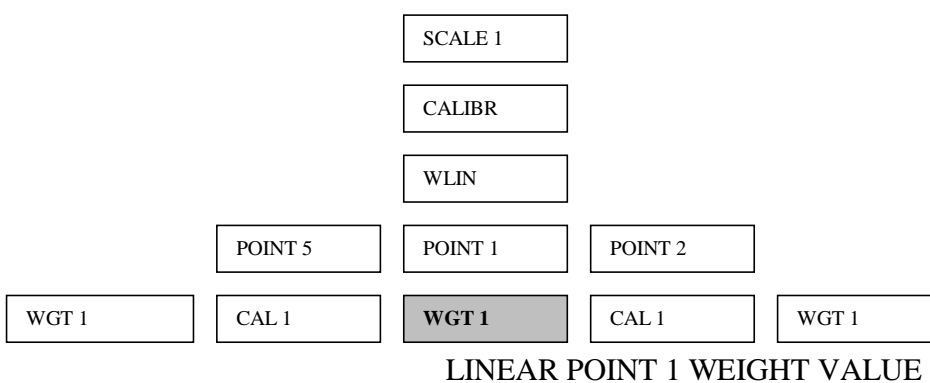 SCALE 1
CALIBR
WLIN
POINT 5 POINT 1 POINT 2
WGT 1 CAL 1 WGT 1 CAL 1 WGT 1
LINEAR POINT 1 WEIGHT VALUE